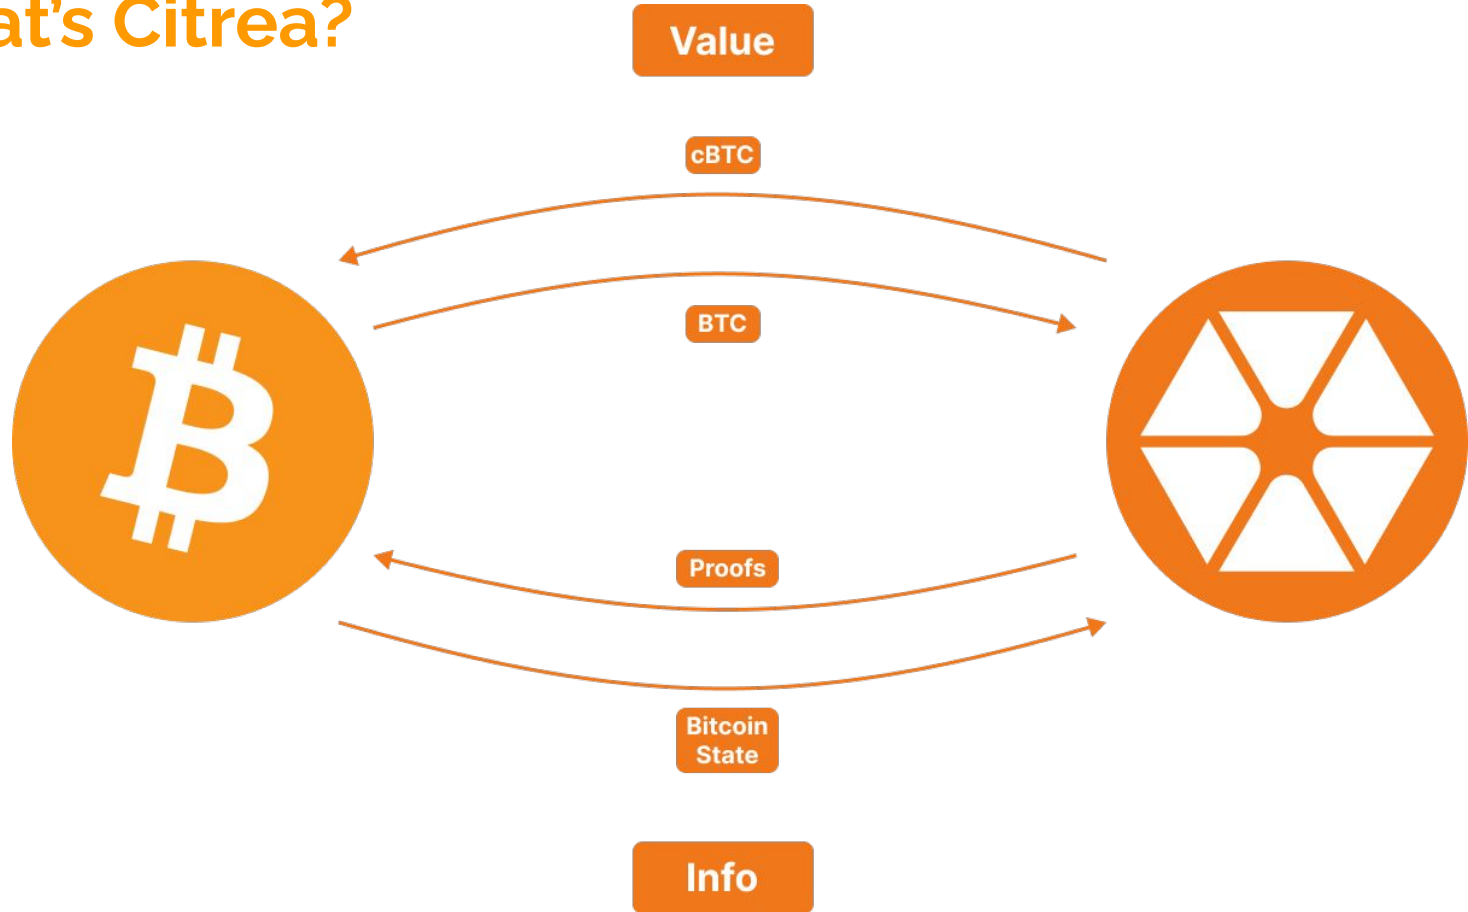 at's Citrea?
Value
cBTC
BTC
Proofs
Bitcoin
State
Info